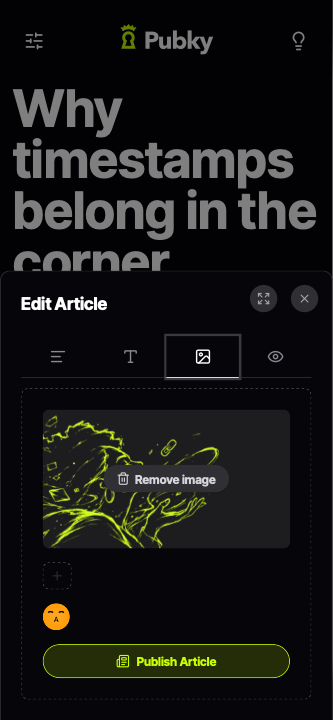 Pubky
Why
timestamps
belong in the
corner
Edit Article
Remove image
Publish Article